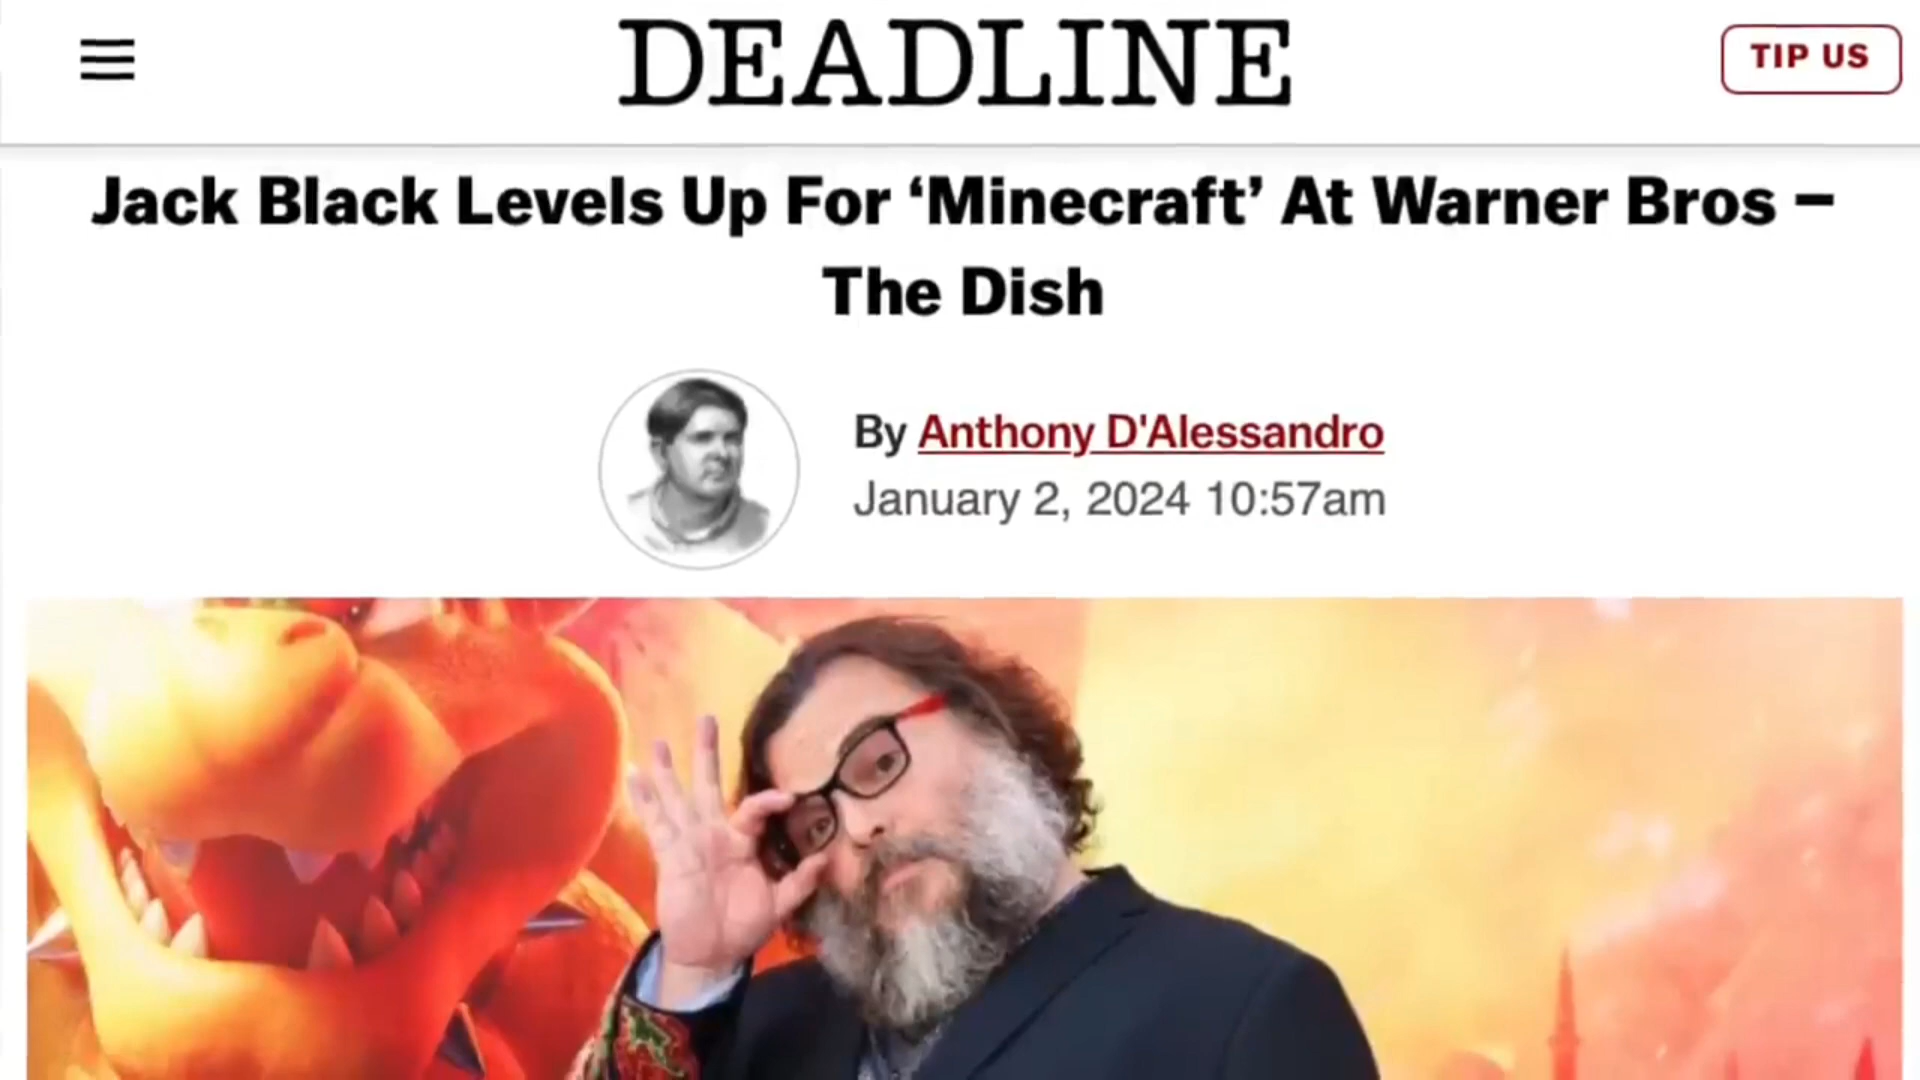 DEADLINE
TIP US
Jack Black Levels Up For ‘Minecraft’ At Warner Bros –
The Dish
By Anthony D'Alessandro
January 2, 2024 10:57am